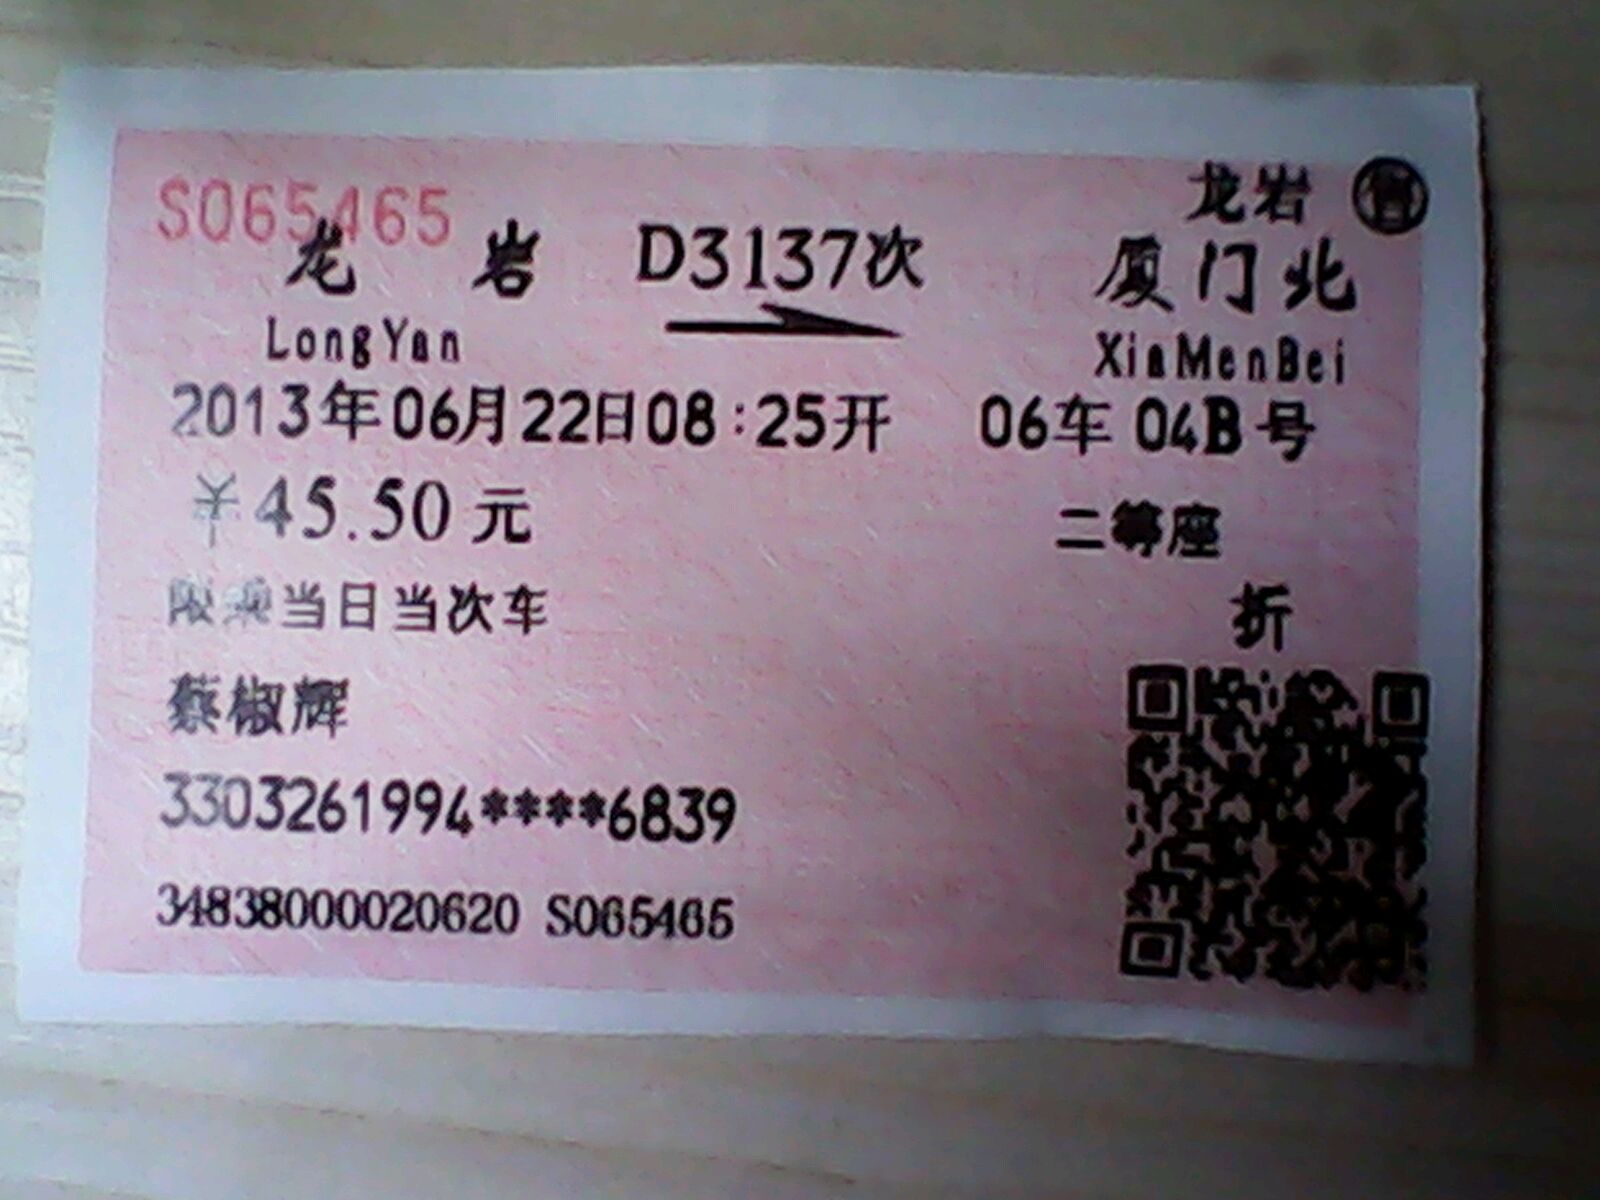 S065465
龙岩 售
龙岩 D3137次 厦门北
LongYan XiaMenBei
2013年06月22日08:25开 06车 04B号
￥45.50元 二等座
限乘当日当次车
折
蔡椒辉
3303261994****6839
34838000020620 S065465